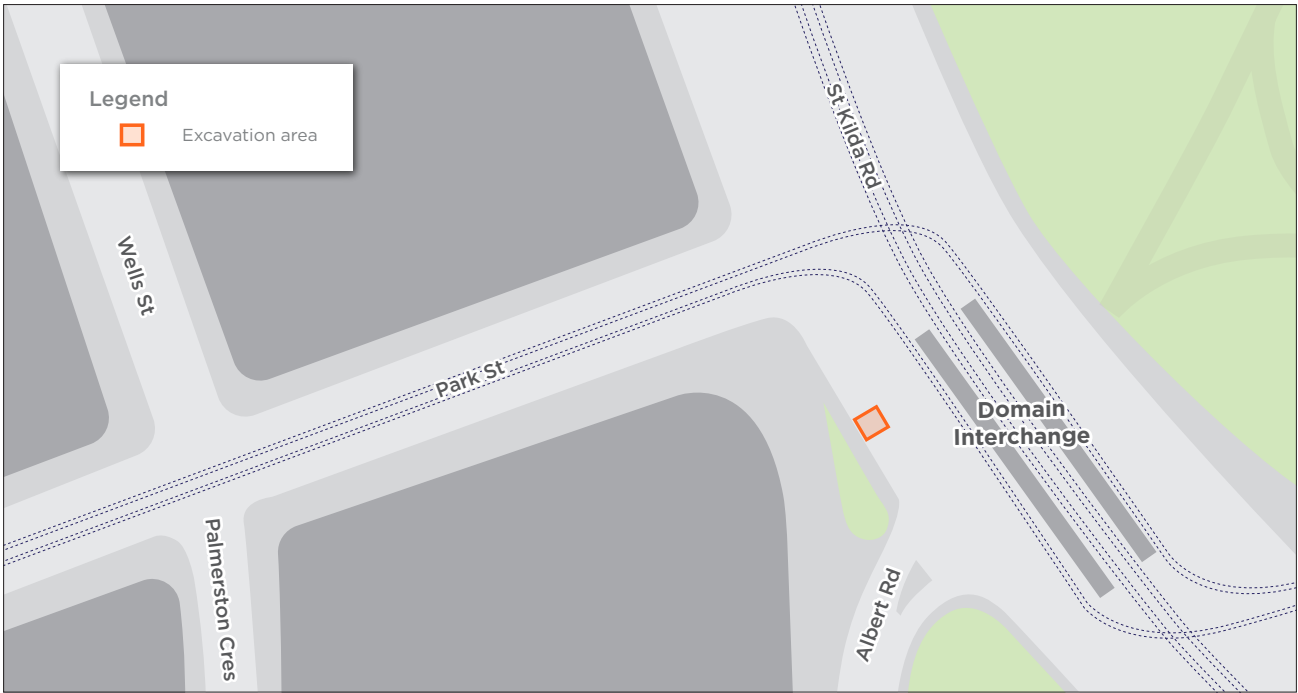 Legend
Excavation area
St Kilda Rd
Wells St
Park St
Domain
Interchange
Palmerston Cres
Albert Rd